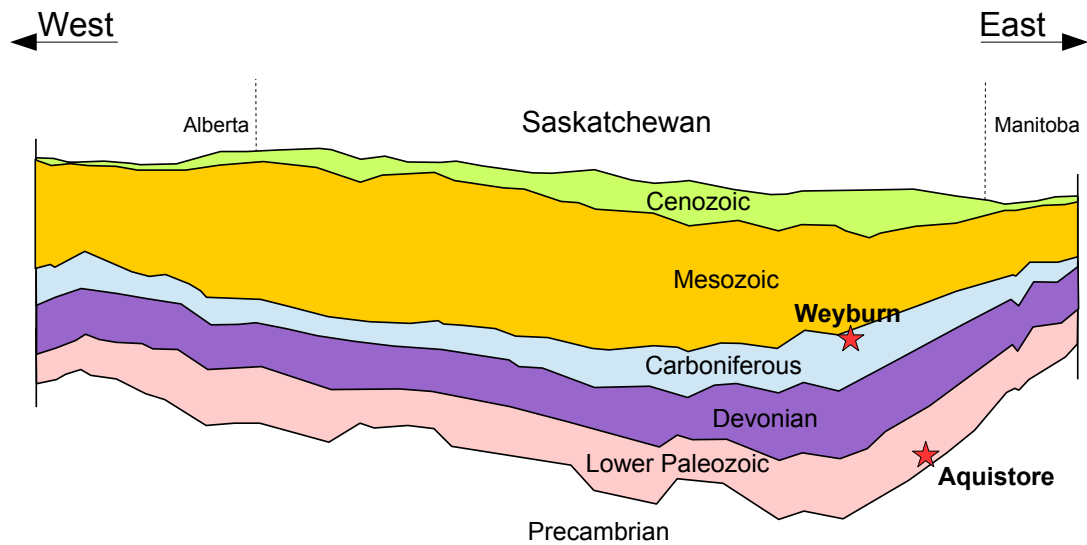 West
East
Alberta
Saskatchewan
Manitoba
Cenozoic
Mesozoic
Weyburn
Carboniferous
Devonian
Lower Paleozoic
Aquistore
Precambrian